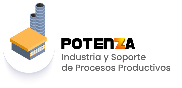 POTENZA
Industria y Soporte
de Procesos Productivos